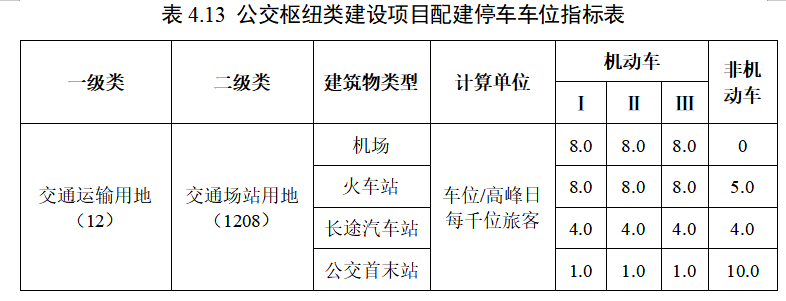 表 4.13 公交枢纽类建设项目配建停车车位指标表
一级类 二级类 建筑物类型 计算单位 机动车 非机动车
Ⅰ Ⅱ Ⅲ
交通运输用地（12） 交通场站用地（1208） 机场 车位/高峰日每千位旅客 8.0 8.0 8.0 0
火车站 8.0 8.0 8.0 5.0
长途汽车站 4.0 4.0 4.0 4.0
公交首末站 1.0 1.0 1.0 10.0